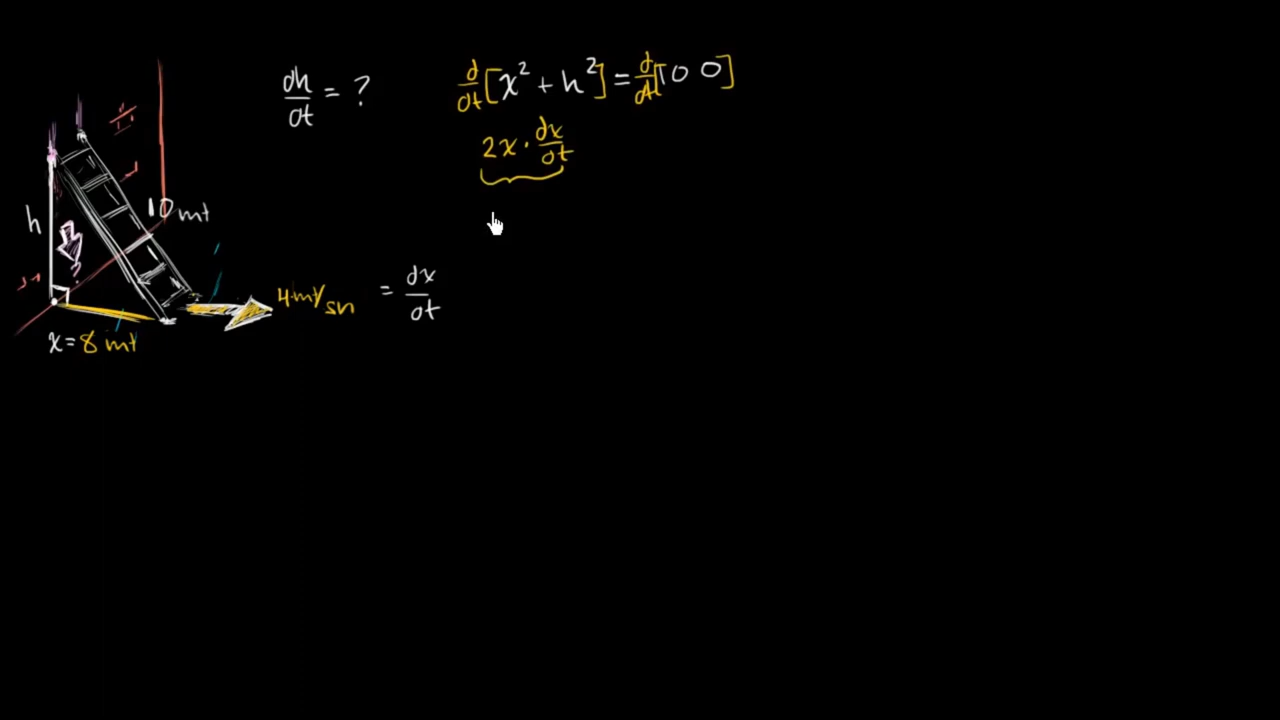 dh/dt = ?
d/dt [x² + h²] = d/dt [100]
2x · dx/dt
h
10 mt
4 mt/sn = dx/dt
x = 8 mt